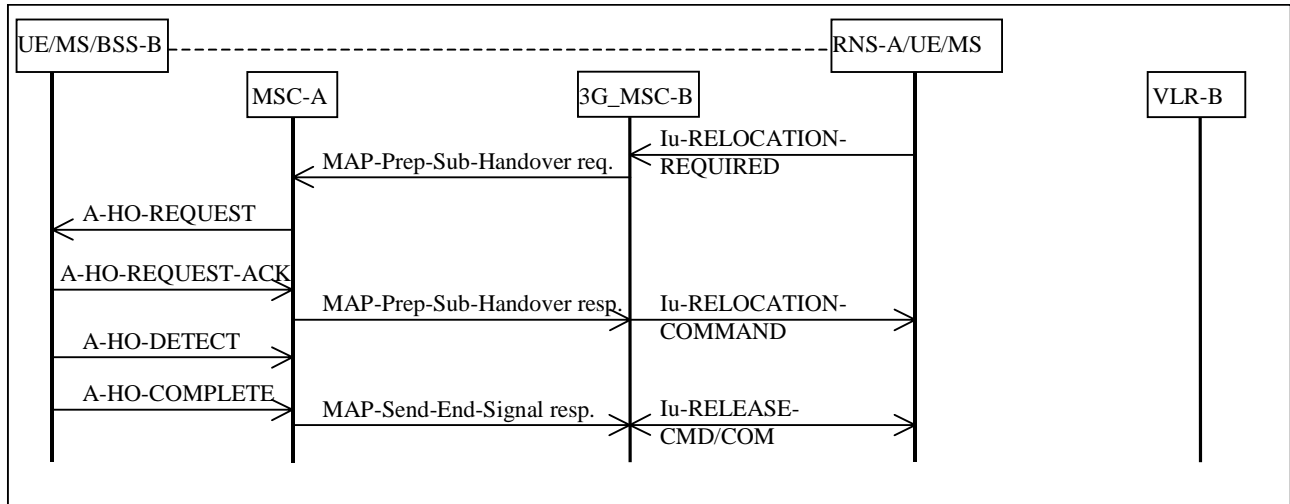 UE/MS/BSS-B
RNS-A/UE/MS
MSC-A
3G_MSC-B
VLR-B
Iu-RELOCATION-
REQUIRED
MAP-Prep-Sub-Handover req.
A-HO-REQUEST
A-HO-REQUEST-ACK
MAP-Prep-Sub-Handover resp.
Iu-RELOCATION-
COMMAND
A-HO-DETECT
A-HO-COMPLETE
MAP-Send-End-Signal resp.
Iu-RELEASE-
CMD/COM